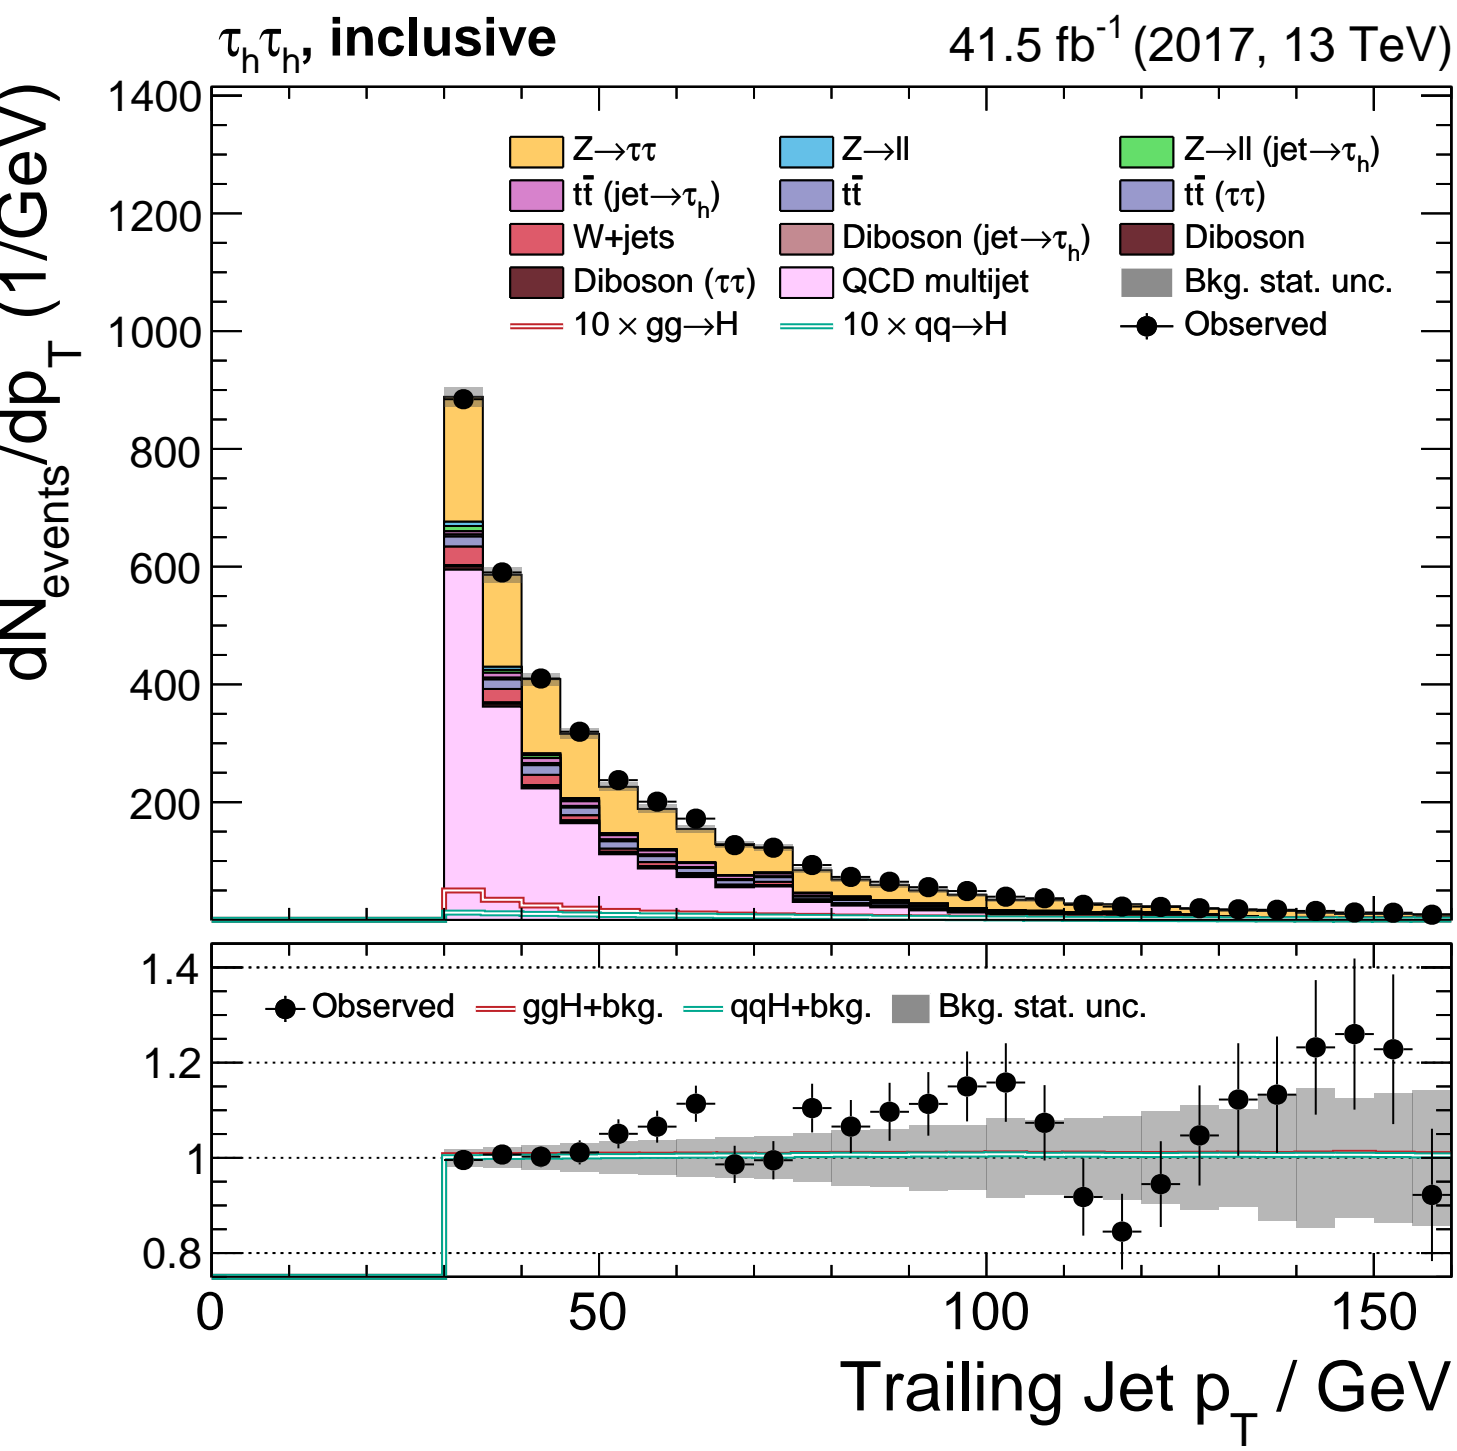 τhτh, inclusive 41.5 fb-1 (2017, 13 TeV)
dNevents/dpT (1/GeV)
1400
1200
1000
800
600
400
200
Z→ττ Z→ll Z→ll (jet→τh)
tt̄ (jet→τh) tt̄ tt̄ (ττ)
W+jets Diboson (jet→τh) Diboson
Diboson (ττ) QCD multijet Bkg. stat. unc.
10 × gg→H 10 × qq→H Observed
1.4
1.2
1
0.8
Observed ggH+bkg. qqH+bkg. Bkg. stat. unc.
0 50 100 150
Trailing Jet pT / GeV